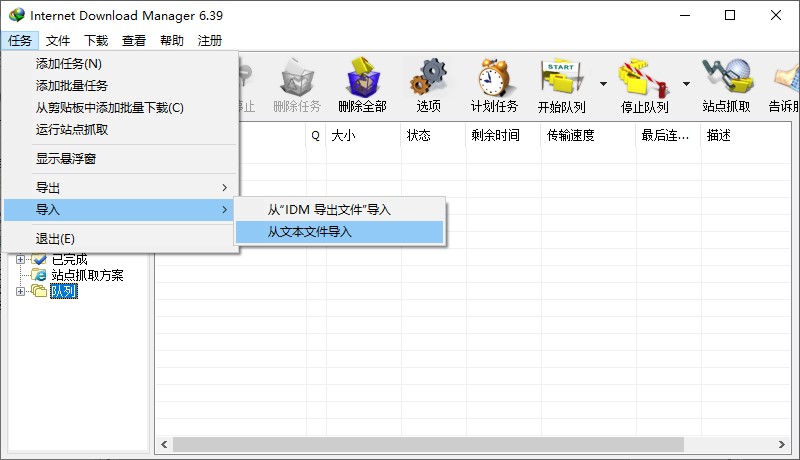 Internet Download Manager 6.39
任务 文件 下载 查看 帮助 注册
添加任务(N)
添加批量任务
从剪贴板中添加批量下载(C)
运行站点抓取
显示悬浮窗
导出
导入
退出(E)
从“IDM 导出文件”导入
从文本文件导入
删除任务 删除全部 选项 计划任务 START 开始队列 停止队列 站点抓取 告诉
Q 大小 状态 剩余时间 传输速度 最后连... 描述
已完成
站点抓取方案
队列